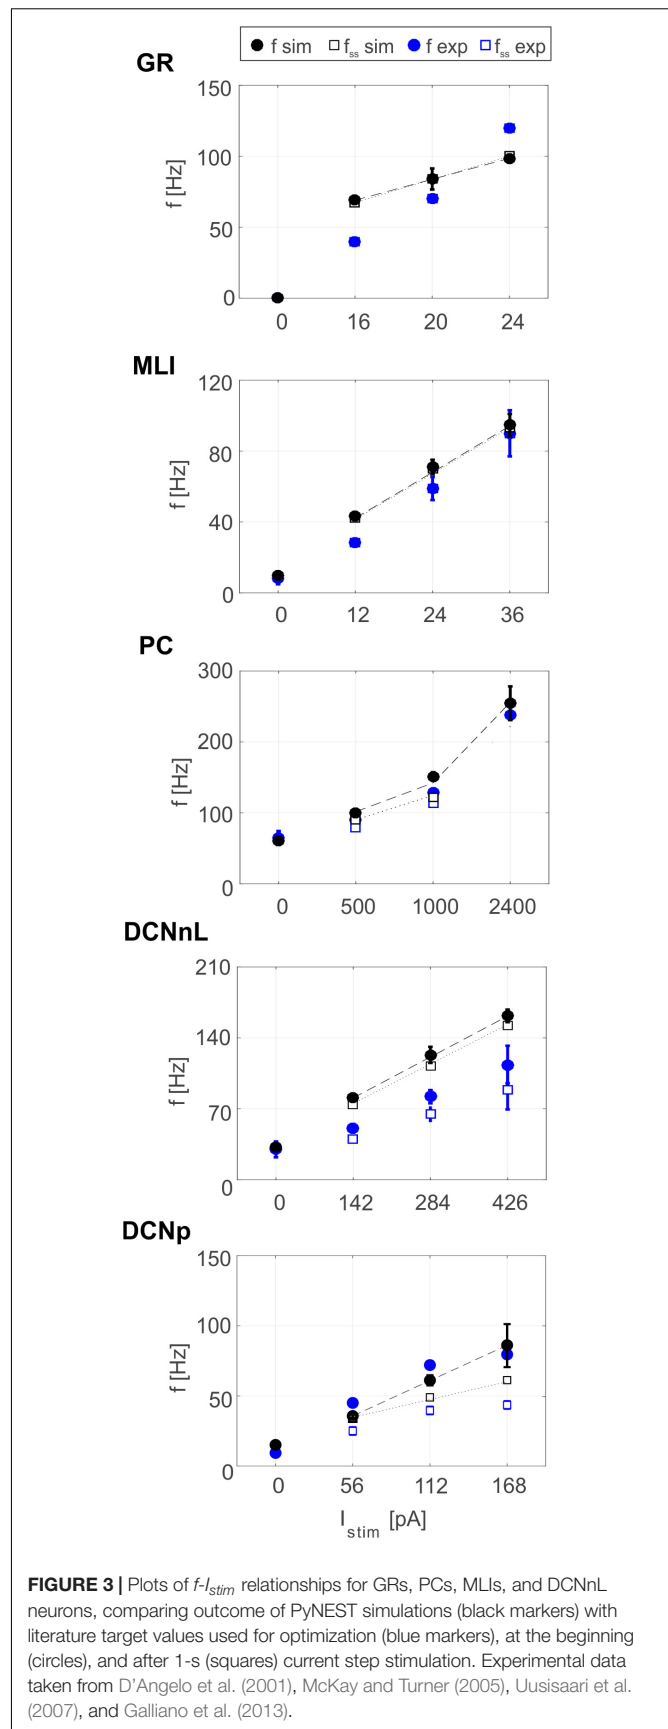 f sim f_ss sim f exp f_ss exp
GR
150
100
50
0
f [Hz]
0 16 20 24
MLI
120
80
40
0
f [Hz]
0 12 24 36
PC
300
200
100
0
f [Hz]
0 500 1000 2400
DCNnL
210
140
70
0
f [Hz]
0 142 284 426
DCNp
150
100
50
0
f [Hz]
0 56 112 168
I_stim [pA]
FIGURE 3 | Plots of f-I_stim relationships for GRs, PCs, MLIs, and DCNnL
neurons, comparing outcome of PyNEST simulations (black markers) with
literature target values used for optimization (blue markers), at the beginning
(circles), and after 1-s (squares) current step stimulation. Experimental data
taken from D'Angelo et al. (2001), McKay and Turner (2005), Uusisaari et al.
(2007), and Galliano et al. (2013).